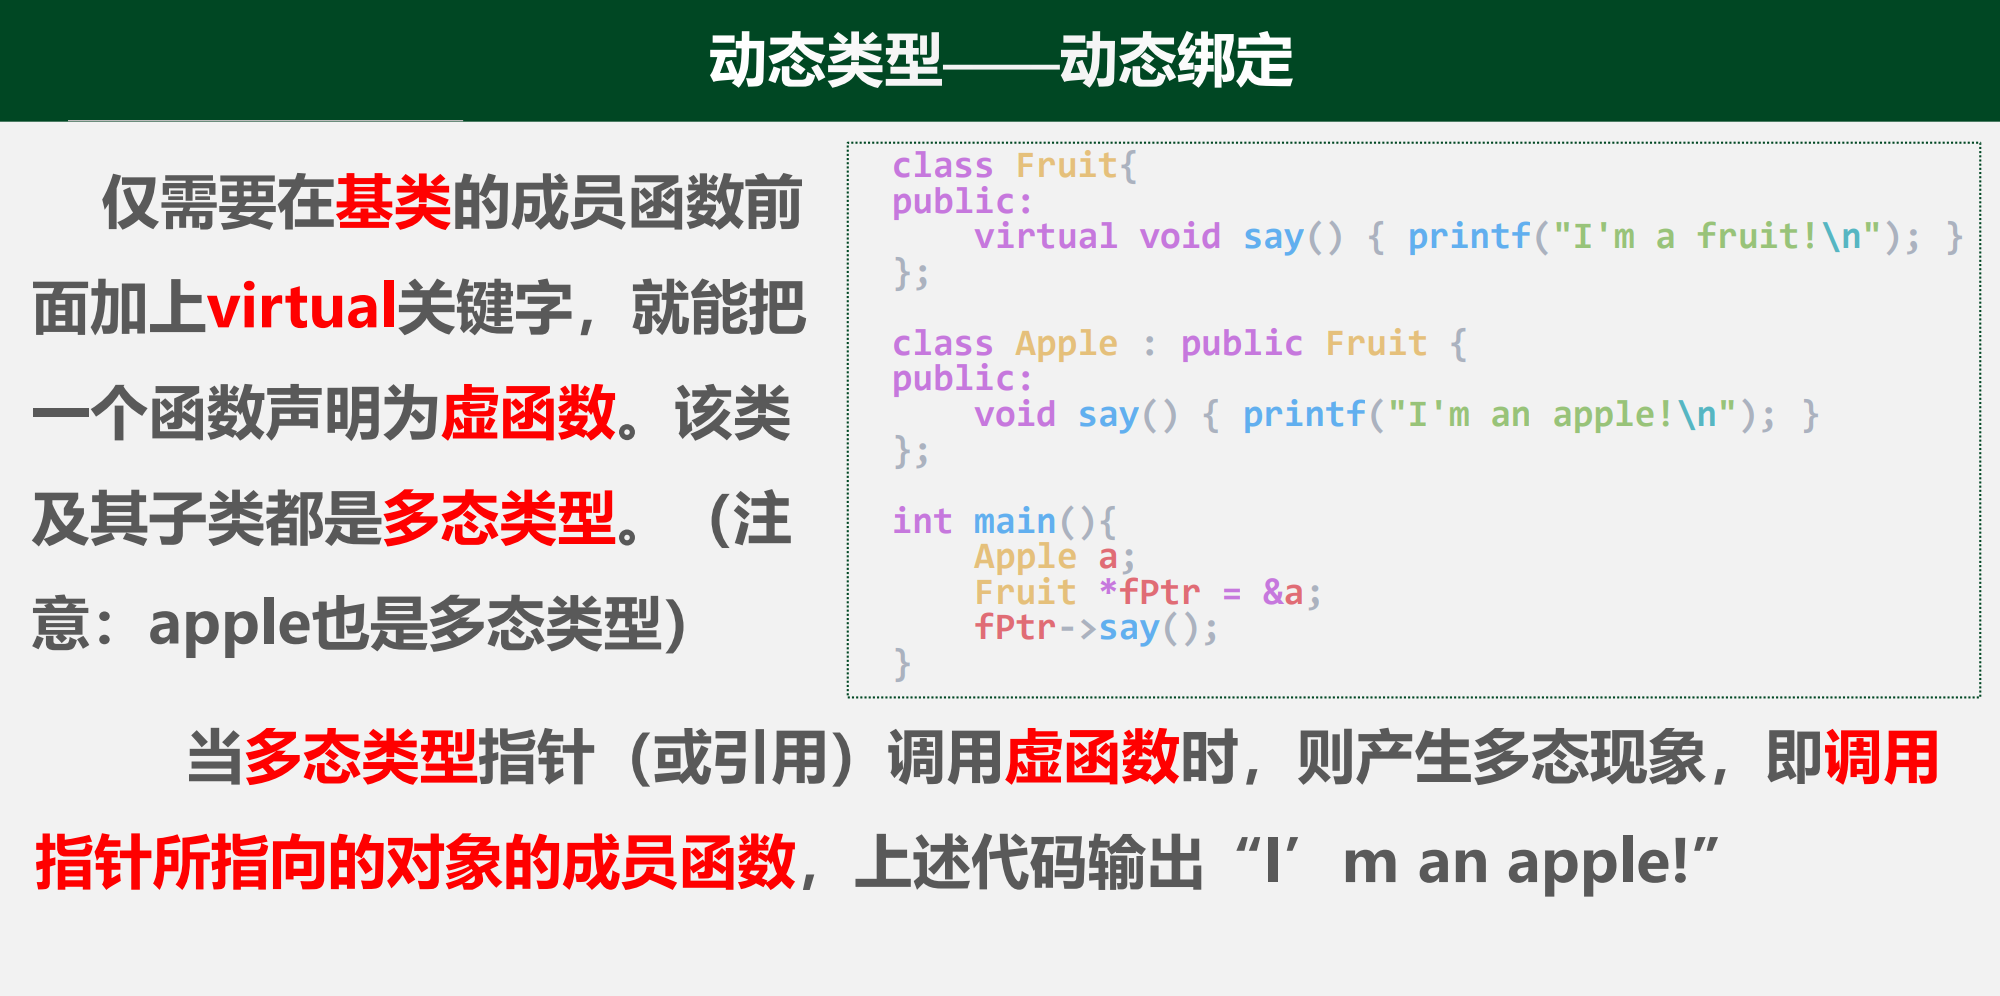 动态类型——动态绑定
仅需要在基类的成员函数前
面加上virtual关键字，就能把
一个函数声明为虚函数。该类
及其子类都是多态类型。（注
意：apple也是多态类型）
class Fruit{
public:
    virtual void say() { printf("I'm a fruit!\n"); }
};
class Apple : public Fruit {
public:
    void say() { printf("I'm an apple!\n"); }
};
int main(){
    Apple a;
    Fruit *fPtr = &a;
    fPtr->say();
}
当多态类型指针（或引用）调用虚函数时，则产生多态现象，即调用
指针所指向的对象的成员函数，上述代码输出“I’m an apple!”